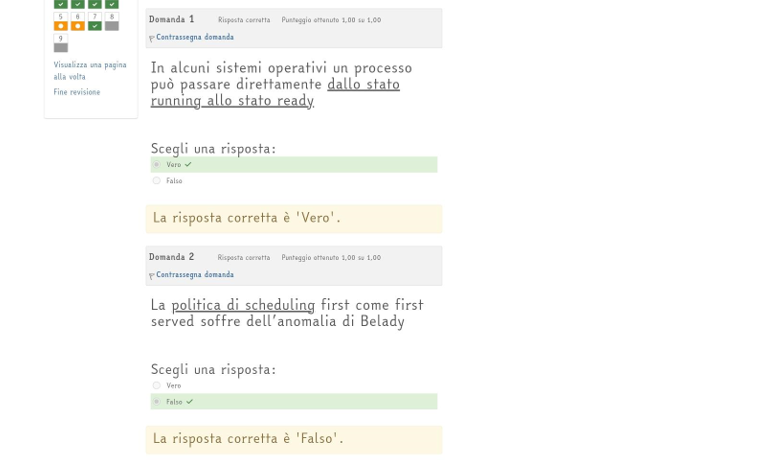 5 6 7 8
9
Visualizza una pagina
alla volta
Fine revisione
Domanda 1 Risposta corretta Punteggio ottenuto 1,00 su 1,00
Contrassegna domanda
In alcuni sistemi operativi un processo
può passare direttamente dallo stato
running allo stato ready
Scegli una risposta:
Vero
Falso
La risposta corretta è 'Vero'.
Domanda 2 Risposta corretta Punteggio ottenuto 1,00 su 1,00
Contrassegna domanda
La politica di scheduling first come first
served soffre dell’anomalia di Belady
Scegli una risposta:
Vero
Falso
La risposta corretta è 'Falso'.